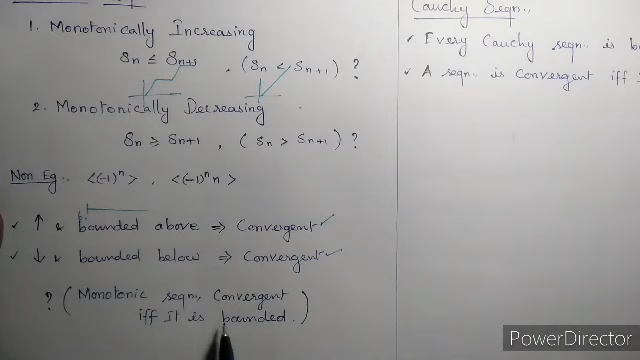 1. Monotonically Increasing
Sn ≤ Sn+1 , (Sn < Sn+1) ?
2. Monotonically Decreasing
Sn ≥ Sn+1 , (Sn > Sn+1) ?
Non Eg:- <(-1)^n> , <(-1)^n n>
✓ ↑ & bounded above ⇒ Convergent ✓
✓ ↓ & bounded below ⇒ Convergent ✓
? (Monotonic seqn. Convergent
iff It is bounded.)
Cauchy Seqn.
✓ Every Cauchy seqn. is
✓ A seqn. is Convergent iff
PowerDirector